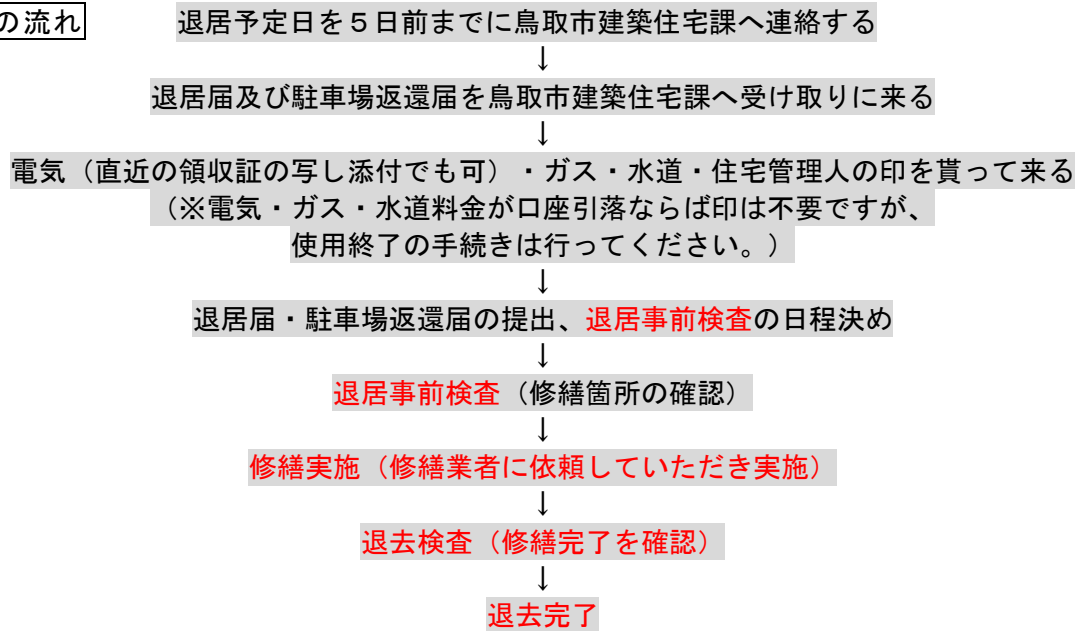 の流れ
退居予定日を５日前までに鳥取市建築住宅課へ連絡する
↓
退居届及び駐車場返還届を鳥取市建築住宅課へ受け取りに来る
↓
電気（直近の領収証の写し添付でも可）・ガス・水道・住宅管理人の印を貰って来る
（※電気・ガス・水道料金が口座引落ならば印は不要ですが、
使用終了の手続きは行ってください。）
↓
退居届・駐車場返還届の提出、退居事前検査の日程決め
↓
退居事前検査（修繕箇所の確認）
↓
修繕実施（修繕業者に依頼していただき実施）
↓
退去検査（修繕完了を確認）
↓
退去完了